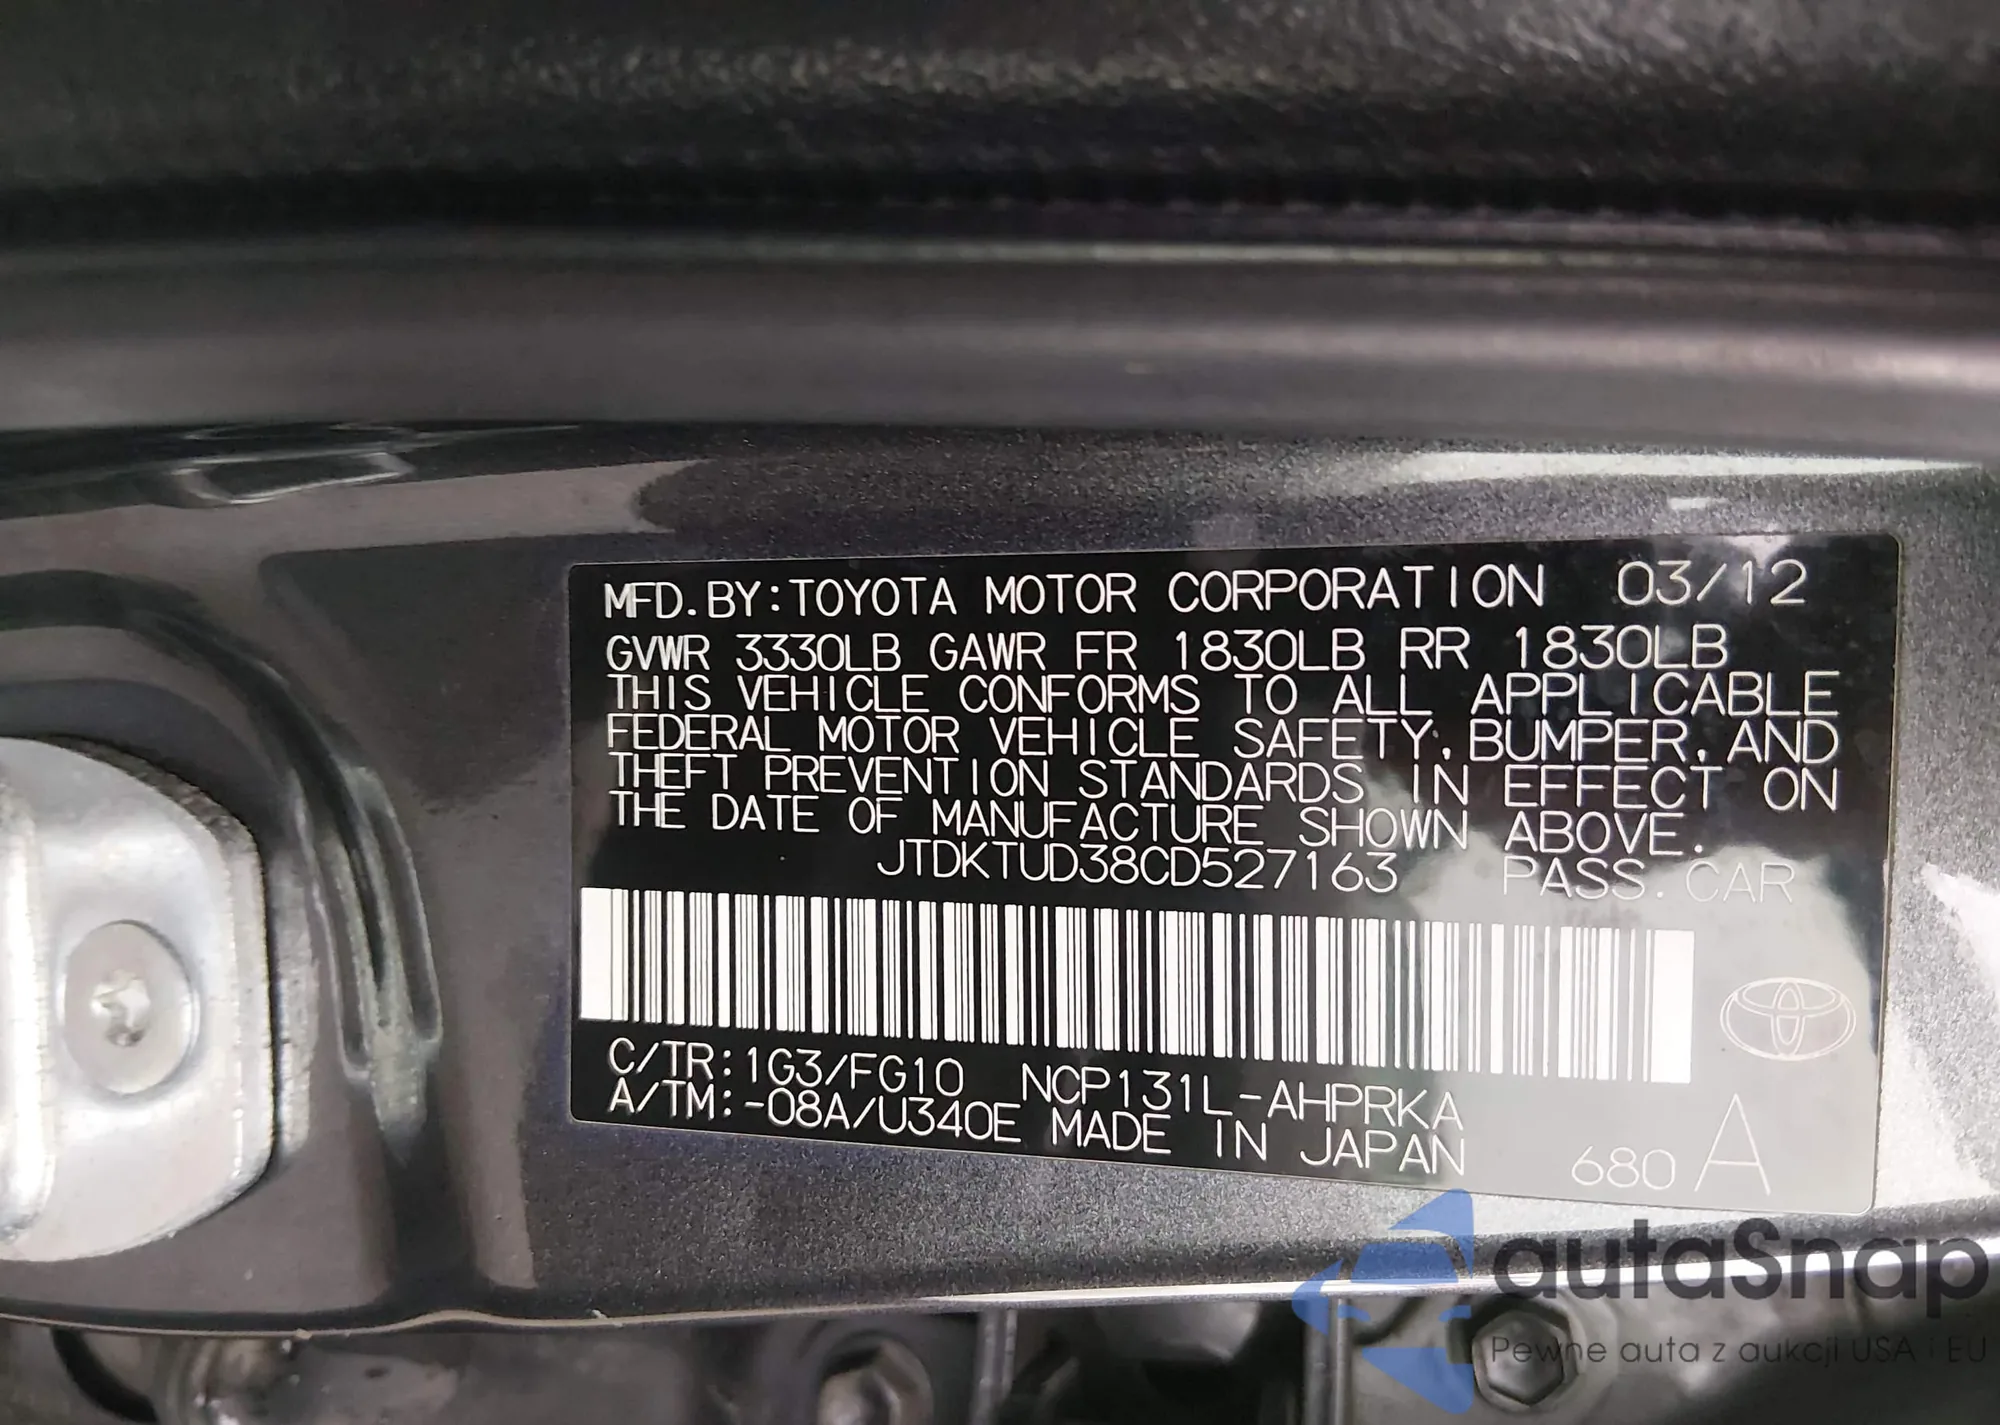 MFD. BY: TOYOTA MOTOR CORPORATION 03/12
GVWR 3330LB GAWR FR 1830LB RR 1830LB
THIS VEHICLE CONFORMS TO ALL APPLICABLE
FEDERAL MOTOR VEHICLE SAFETY, BUMPER, AND
THEFT PREVENTION STANDARDS IN EFFECT ON
THE DATE OF MANUFACTURE SHOWN ABOVE.
JTDKTUD38CD527163 PASS. CAR
C/TR: 1G3/FG10 NCP131L-AHPRKA
A/TM: -08A/U340E MADE IN JAPAN 680 A
autaSnap
Pewne auta z aukcji USA i EU